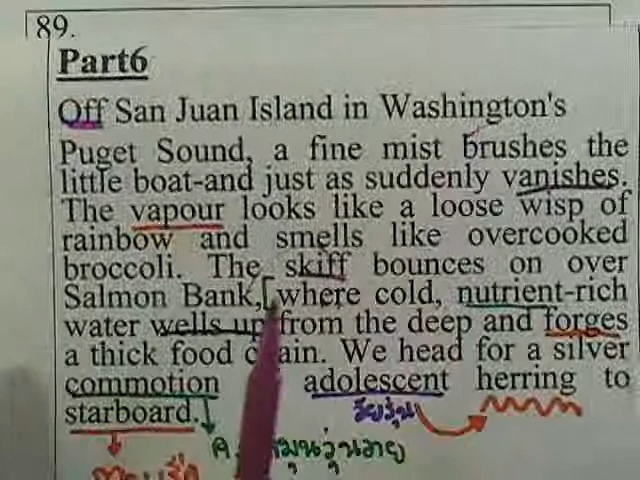 89.
Part6
Off San Juan Island in Washington's
Puget Sound, a fine mist brushes the
little boat-and just as suddenly vanishes.
The vapour looks like a loose wisp of
rainbow and smells like overcooked
broccoli. The skiff bounces on over
Salmon Bank, [where cold, nutrient-rich
water wells up from the deep and forges
a thick food ain. We head for a silver
commotion adolescent herring to
starboard.
วัยรุ่น